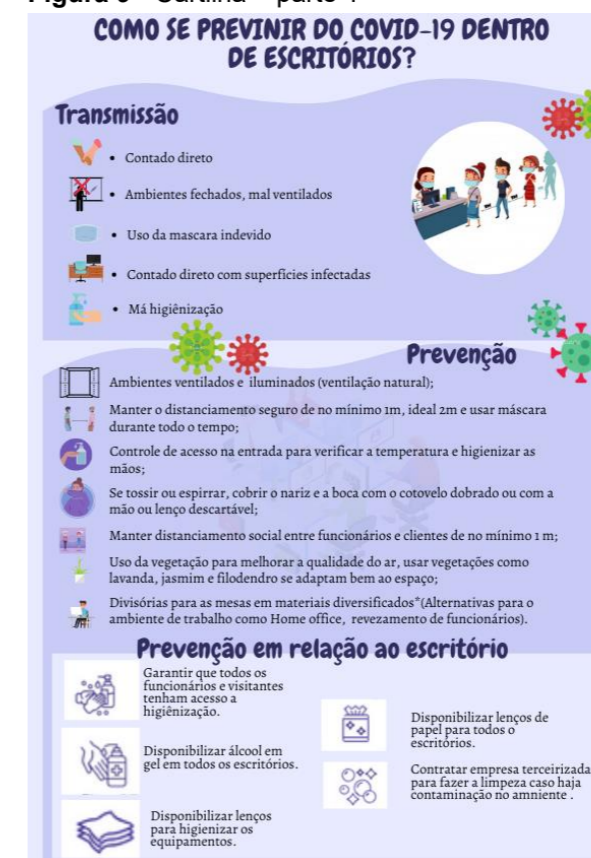 COMO SE PREVINIR DO COVID-19 DENTRO
DE ESCRITÓRIOS?
Transmissão
• Contado direto
• Ambientes fechados, mal ventilados
• Uso da mascara indevido
• Contado direto com superfícies infectadas
• Má higiênização
Prevenção
Ambientes ventilados e iluminados (ventilação natural);
Manter o distanciamento seguro de no mínimo 1m, ideal 2m e usar máscara
durante todo o tempo;
Controle de acesso na entrada para verificar a temperatura e higienizar as
mãos;
Se tossir ou espirrar, cobrir o nariz e a boca com o cotovelo dobrado ou com a
mão ou lenço descartável;
Manter distanciamento social entre funcionários e clientes de no mínimo 1 m;
Uso da vegetação para melhorar a qualidade do ar, usar vegetações como
lavanda, jasmim e filodendro se adaptam bem ao espaço;
Divisórias para as mesas em materiais diversificados*(Alternativas para o
ambiente de trabalho como Home office, revezamento de funcionários).
Prevenção em relação ao escritório
Garantir que todos os
funcionários e visitantes
tenham acesso a
higiênização.
Disponibilizar álcool em
gel em todos os escritórios.
Disponibilizar lenços
para higienizar os
equipamentos.
Disponibilizar lenços de
papel para todos o
escritórios.
Contratar empresa terceirizada
para fazer a limpeza caso haja
contaminação no amniente .